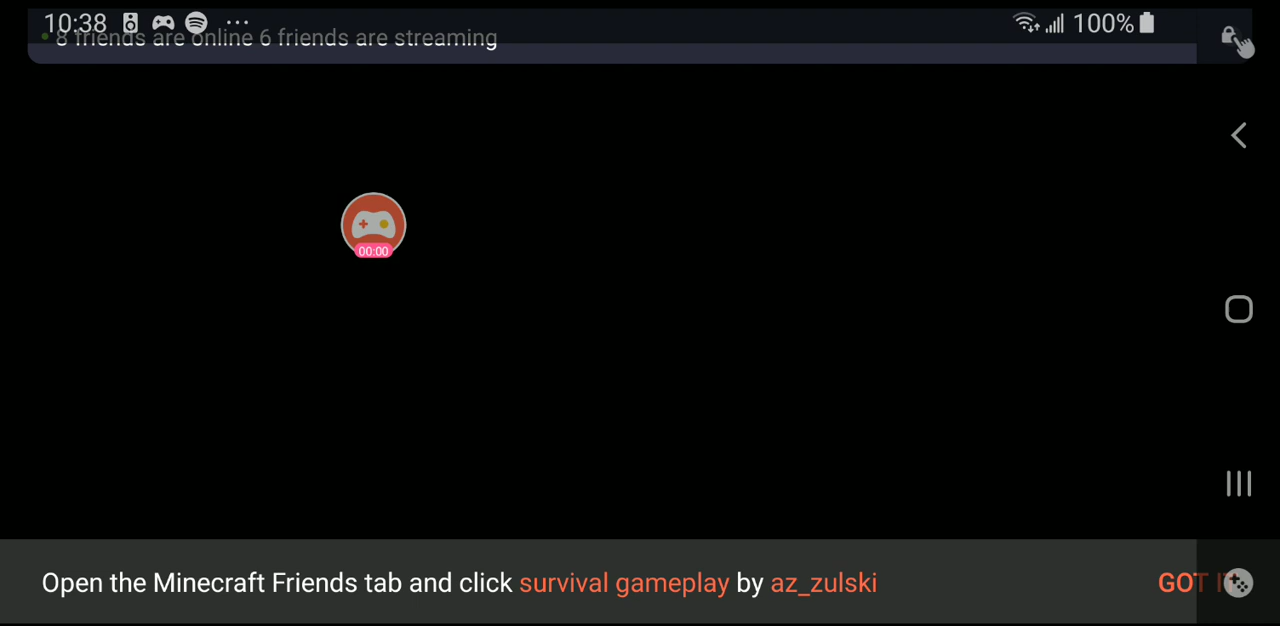 10:38 100%
8 friends are online 6 friends are streaming
00:00
Open the Minecraft Friends tab and click survival gameplay by az_zulski
GOT